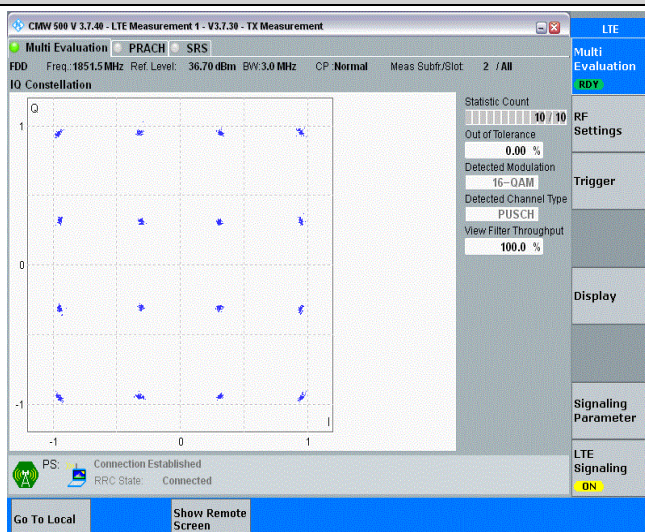 CMW 500 V 3.7.40 - LTE Measurement 1 - V3.7.30 - TX Measurement
LTE
Multi Evaluation PRACH SRS
Multi
Evaluation
RDY
FDD Freq.:1851.5 MHz Ref. Level: 36.70 dBm BW:3.0 MHz CP :Normal Meas Subfr./Slot: 2 / All
IQ Constellation
Q
1
0
-1
I
-1 0 1
Statistic Count
10 / 10
Out of Tolerance
0.00 %
Detected Modulation
16-QAM
Detected Channel Type
PUSCH
View Filter Throughput
100.0 %
RF
Settings
Trigger
Display
Signaling
Parameter
LTE
Signaling
ON
PS: Connection Established
RRC State: Connected
Go To Local
Show Remote
Screen